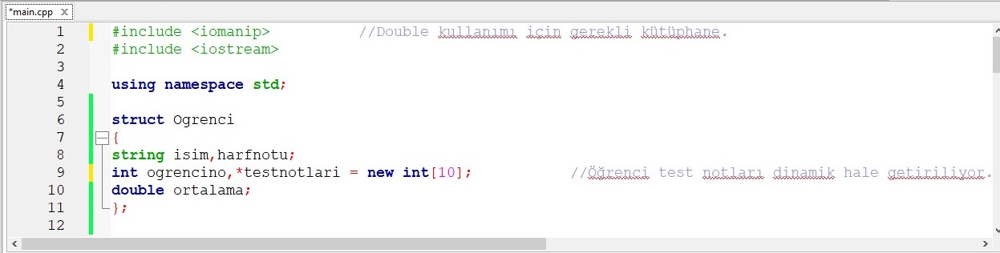 *main.cpp X
1 #include <iomanip> //Double kullanımı için gerekli kütüphane.
2 #include <iostream>
3
4 using namespace std;
5
6 struct Ogrenci
7 {
8 string isim,harfnotu;
9 int ogrencino,*testnotlari = new int[10]; //Öğrenci test notları dinamik hale getiriliyor.
10 double ortalama;
11 };
12